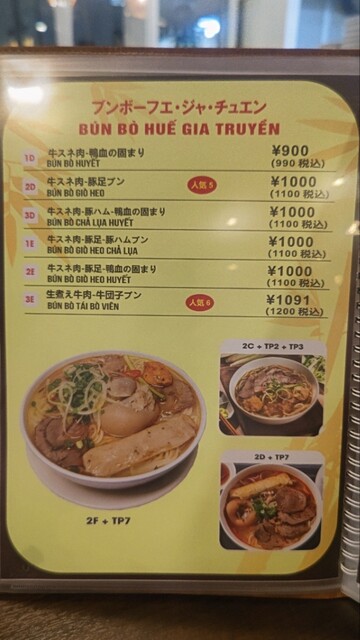 ブンボーフエ・ジャ・チュエン
BÚN BÒ HUẾ GIA TRUYỀN
1D 牛スネ肉-鴨血の固まり ¥900
BÚN BÒ HUYẾT (990 税込)
2D 牛スネ肉-豚足ブン 人気 5 ¥1000
BÚN BÒ GIÒ HEO (1100 税込)
3D 牛スネ肉-豚ハム-鴨血の固まり ¥1000
BÚN BÒ CHẢ LỤA HUYẾT (1100 税込)
1E 牛スネ肉-豚足-豚ハムブン ¥1000
BÚN BÒ GIÒ HEO CHẢ LỤA (1100 税込)
2E 牛スネ肉-豚足-鴨血の固まり ¥1000
BÚN BÒ GIÒ HEO HUYẾT (1100 税込)
3E 生煮え牛肉-牛団子ブン 人気 6 ¥1091
BÚN BÒ TÁI BÒ VIÊN (1200 税込)
2C + TP2 + TP3
2D + TP7
2F + TP7